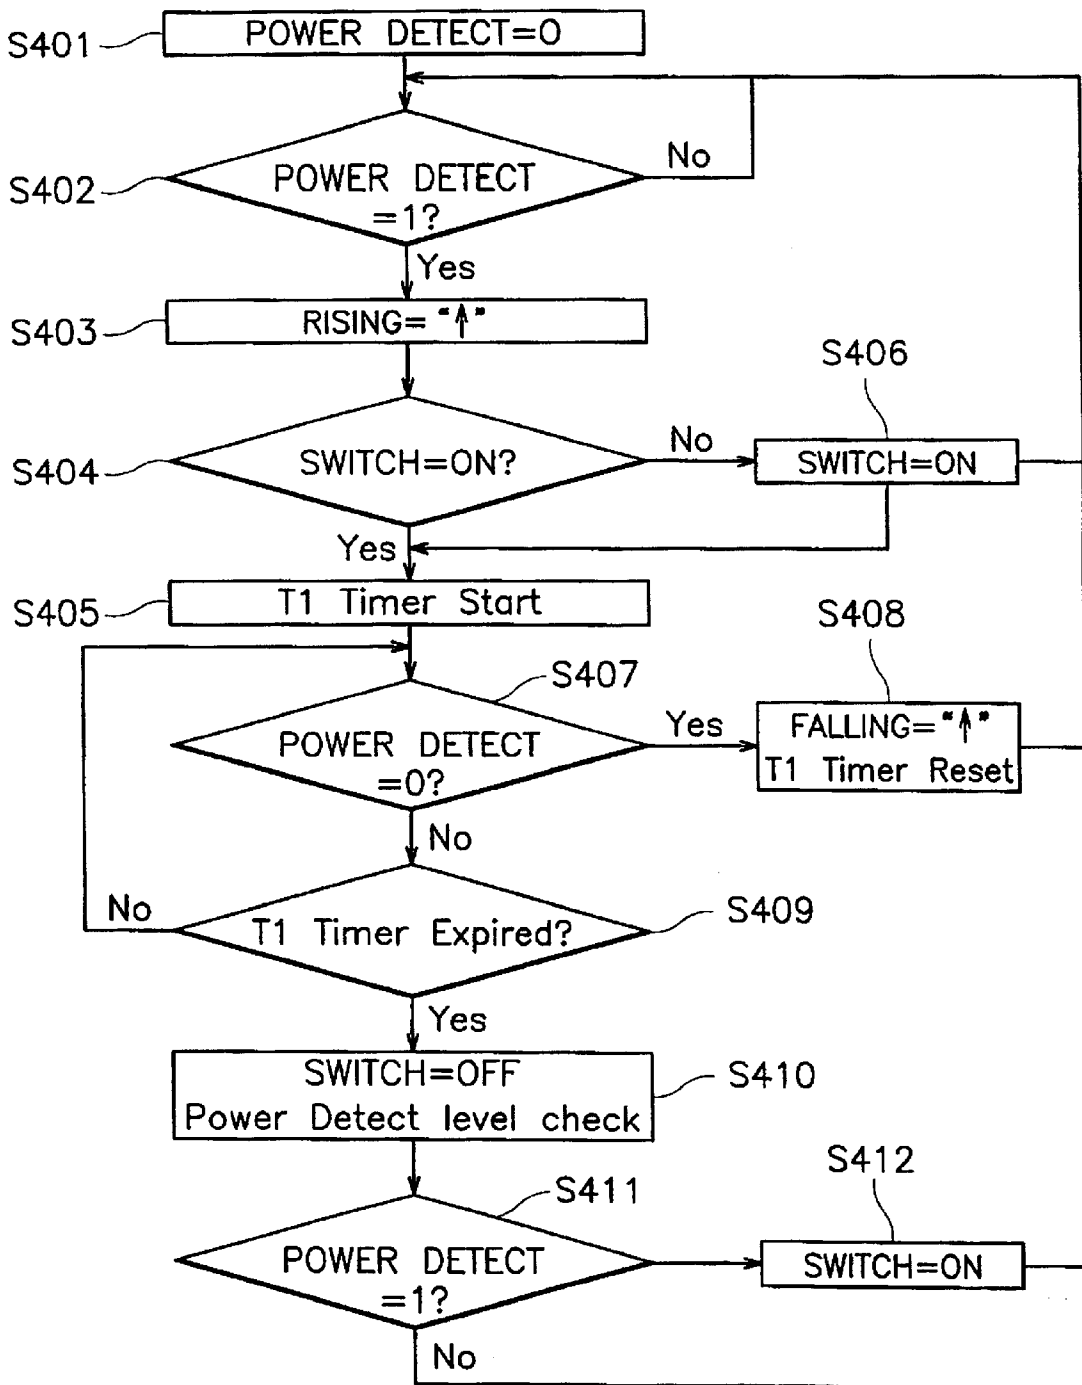 S401
POWER DETECT=0
S402
POWER DETECT
=1?
No
Yes
S403
RISING= "↑"
S404
SWITCH=ON?
No
S406
SWITCH=ON
Yes
S405
T1 Timer Start
S407
POWER DETECT
=0?
Yes
S408
FALLING="↑"
T1 Timer Reset
No
S409
T1 Timer Expired?
No
Yes
S410
SWITCH=OFF
Power Detect level check
S411
POWER DETECT
=1?
S412
SWITCH=ON
No